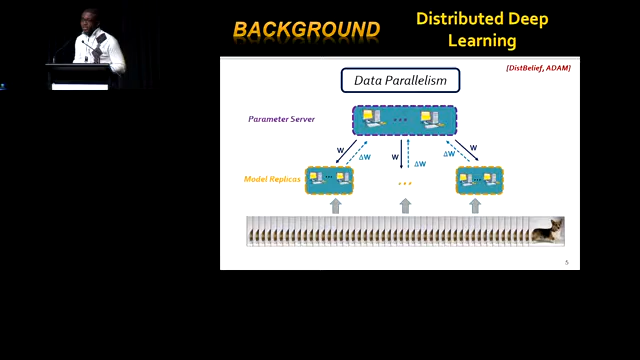 BACKGROUND
Distributed Deep
Learning
[DistBelief, ADAM]
Data Parallelism
Parameter Server
...
W
ΔW
W
ΔW
ΔW
W
Model Replicas
...
...
...
5